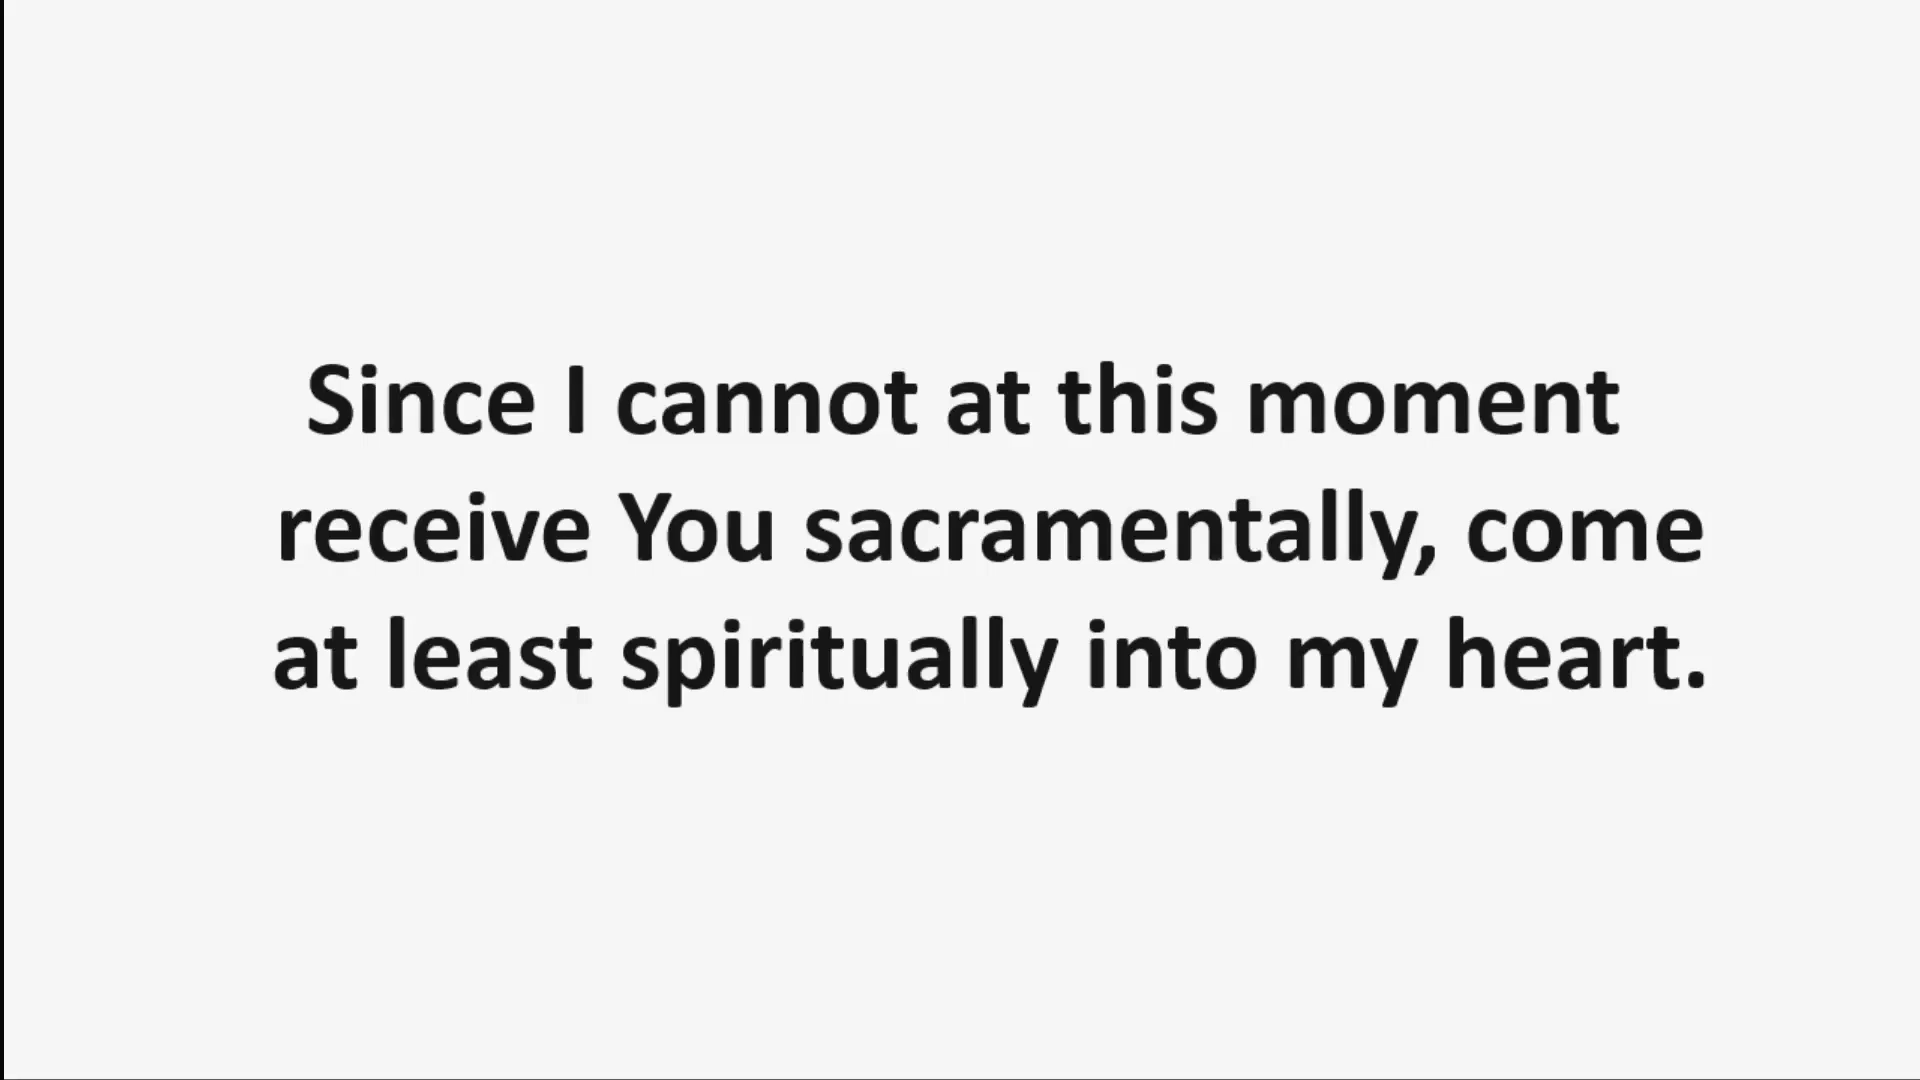 Since I cannot at this moment
receive You sacramentally, come
at least spiritually into my heart.